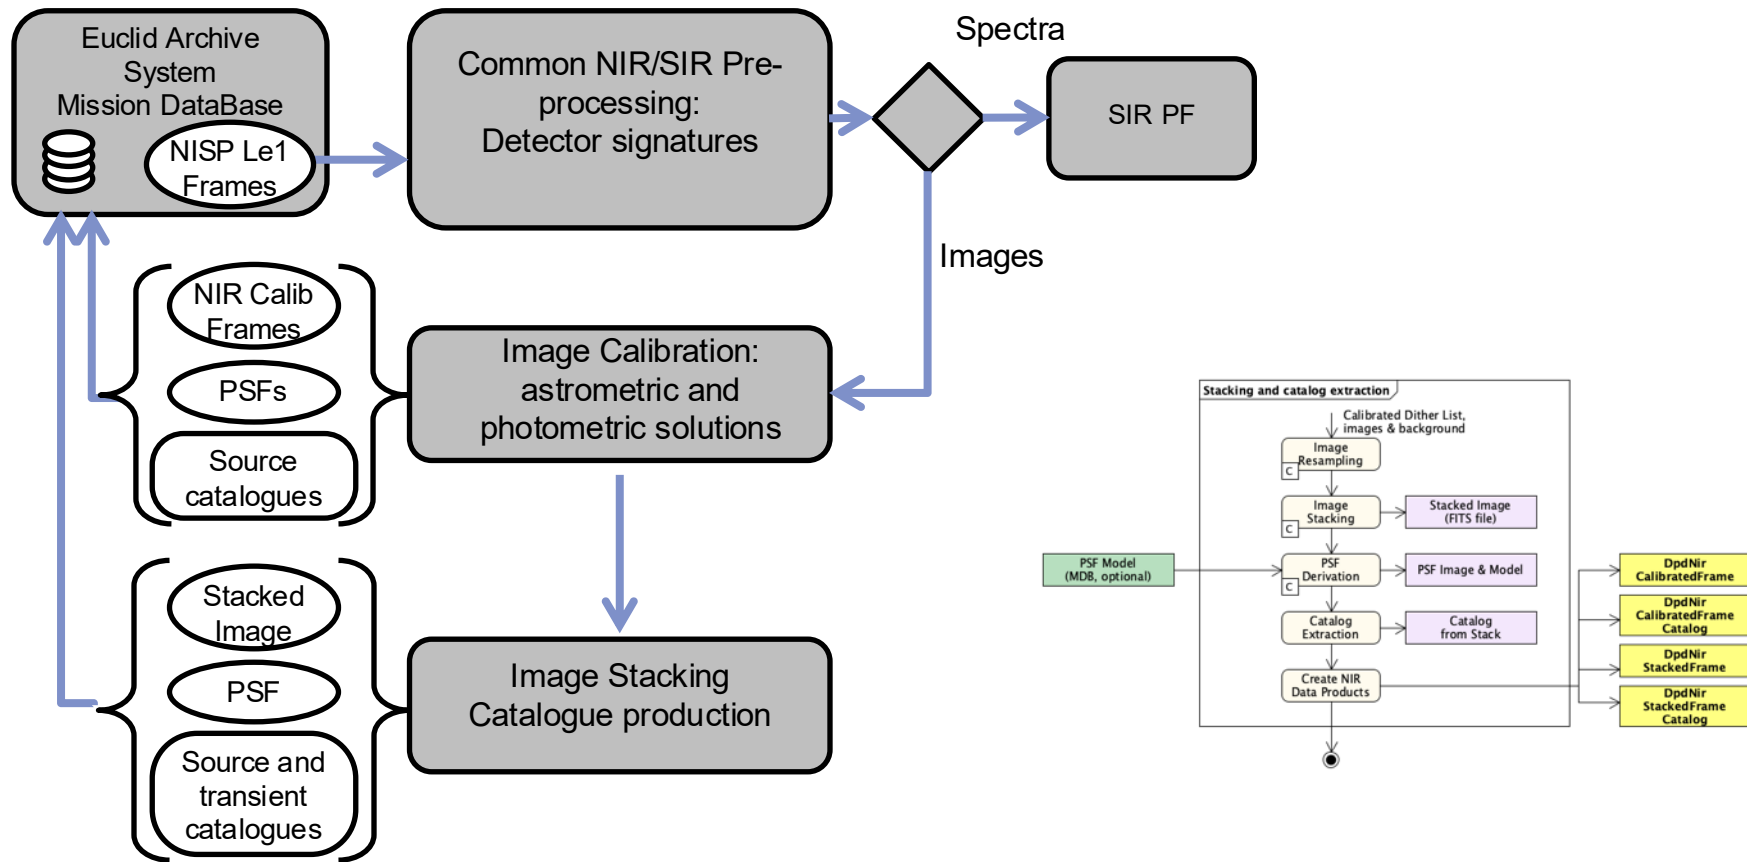 Euclid Archive
System
Mission DataBase
NISP Le1
Frames
Common NIR/SIR Pre-
processing:
Detector signatures
Spectra
SIR PF
Images
NIR Calib
Frames
PSFs
Source
catalogues
Image Calibration:
astrometric and
photometric solutions
Stacked
Image
PSF
Source and
transient
catalogues
Image Stacking
Catalogue production
Stacking and catalog extraction
Calibrated Dither List,
images & background
Image
Resampling
C
Image
Stacking
C
Stacked Image
(FITS file)
PSF Model
(MDB, optional)
PSF
Derivation
C
PSF Image & Model
Catalog
Extraction
Catalog
from Stack
Create NIR
Data Products
DpdNir
CalibratedFrame
DpdNir
CalibratedFrame
Catalog
DpdNir
StackedFrame
DpdNir
StackedFrame
Catalog